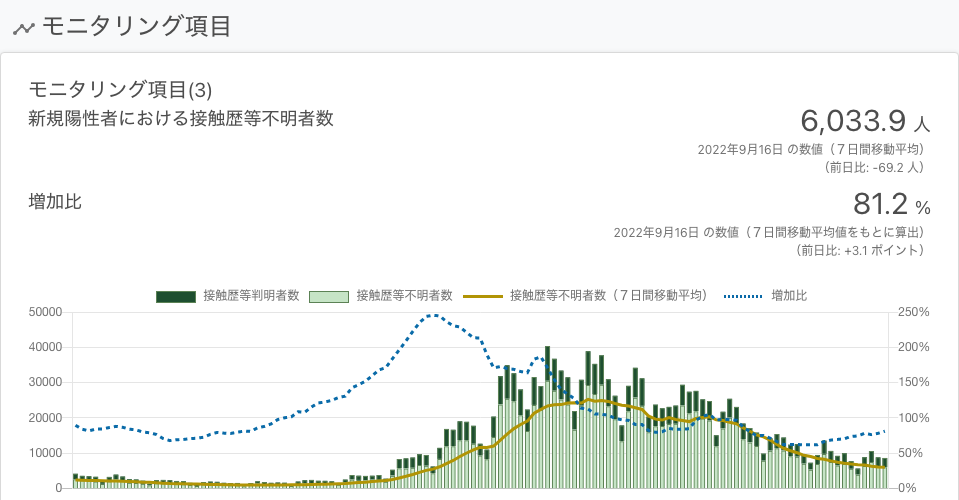 モニタリング項目
モニタリング項目(3)
新規陽性者における接触歴等不明者数
6,033.9 人
2022年9月16日 の数値（７日間移動平均）
（前日比: -69.2 人）
増加比
81.2 %
2022年9月16日 の数値（７日間移動平均値をもとに算出）
（前日比: +3.1 ポイント）
接触歴等判明者数 接触歴等不明者数 接触歴等不明者数（７日間移動平均） 増加比
50000 250%
40000 200%
30000 150%
20000 100%
10000 50%
0 0%